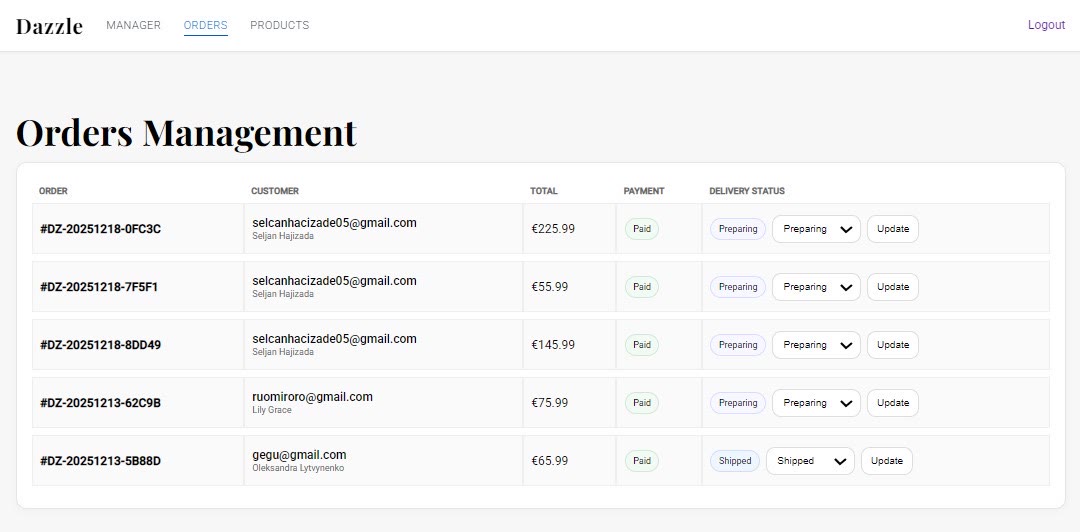 Dazzle MANAGER ORDERS PRODUCTS Logout
Orders Management
ORDER CUSTOMER TOTAL PAYMENT DELIVERY STATUS
#DZ-20251218-0FC3C selcanhacizade05@gmail.com €225.99 Paid Preparing Preparing Update
Seljan Hajizada
#DZ-20251218-7F5F1 selcanhacizade05@gmail.com €55.99 Paid Preparing Preparing Update
Seljan Hajizada
#DZ-20251218-8DD49 selcanhacizade05@gmail.com €145.99 Paid Preparing Preparing Update
Seljan Hajizada
#DZ-20251213-62C9B ruomiroro@gmail.com €75.99 Paid Preparing Preparing Update
Lily Grace
#DZ-20251213-5B88D gegu@gmail.com €65.99 Paid Shipped Shipped Update
Oleksandra Lytvynenko